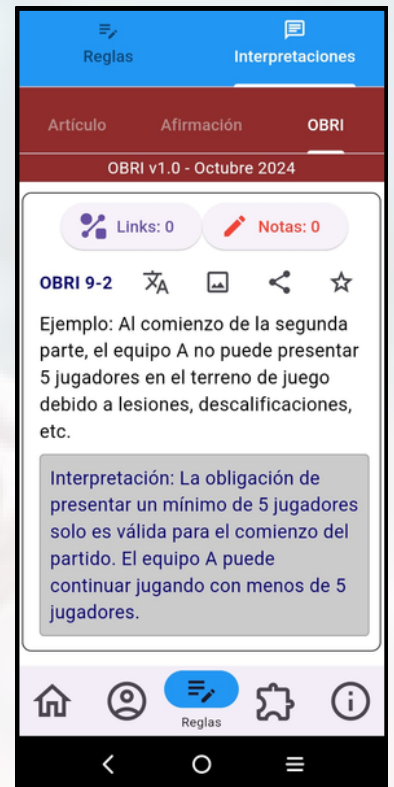 Reglas
Interpretaciones
Artículo
Afirmación
OBRI
OBRI v1.0 - Octubre 2024
Links: 0
Notas: 0
OBRI 9-2
Ejemplo: Al comienzo de la segunda
parte, el equipo A no puede presentar
5 jugadores en el terreno de juego
debido a lesiones, descalificaciones,
etc.
Interpretación: La obligación de
presentar un mínimo de 5 jugadores
solo es válida para el comienzo del
partido. El equipo A puede
continuar jugando con menos de 5
jugadores.
Reglas